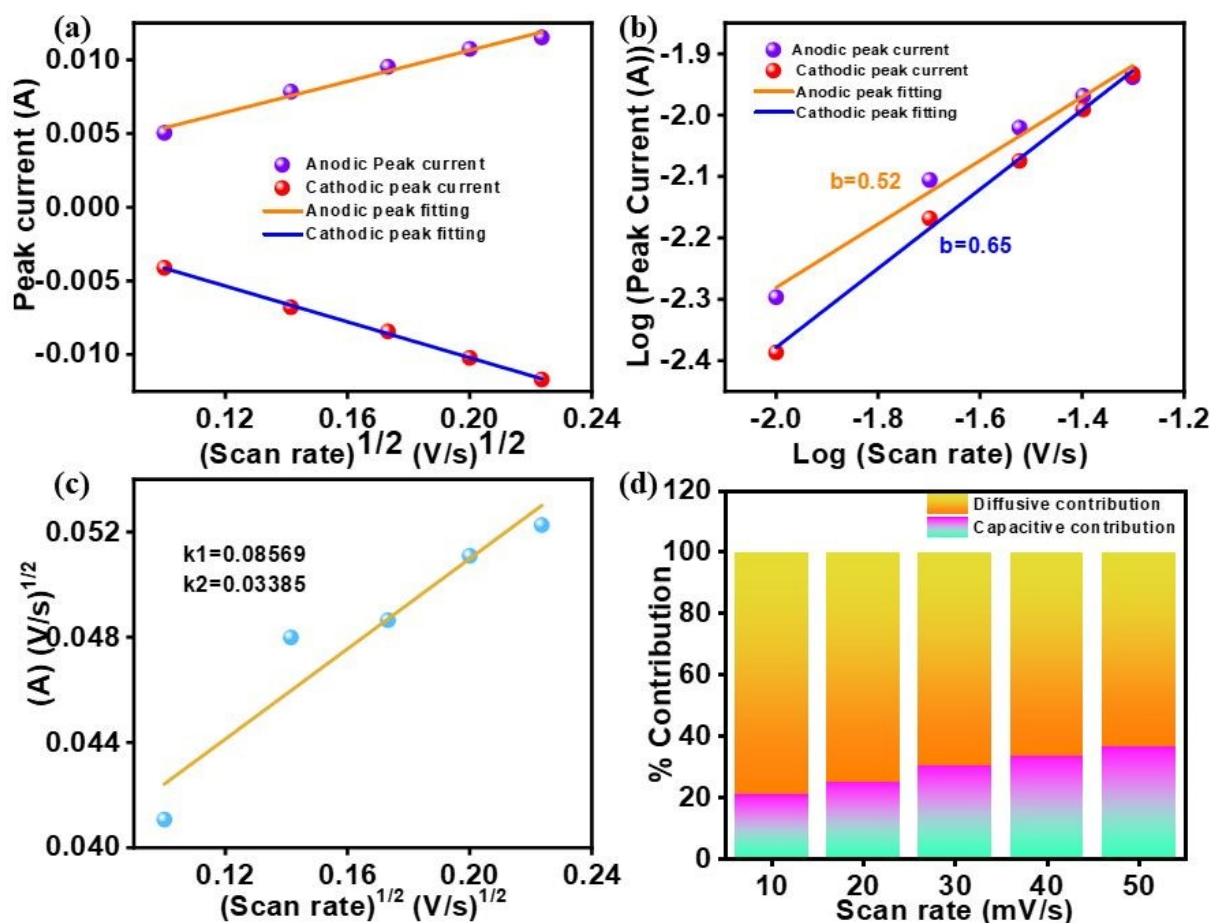 (a)
Peak current (A)
0.010
0.005
0.000
-0.005
-0.010
Anodic Peak current
Cathodic peak current
Anodic peak fitting
Cathodic peak fitting
0.12 0.16 0.20 0.24
(Scan rate)^1/2 (V/s)^1/2
(b)
Log (Peak Current (A))
-1.9
-2.0
-2.1
-2.2
-2.3
-2.4
Anodic peak current
Cathodic peak current
Anodic peak fitting
Cathodic peak fitting
b=0.52
b=0.65
-2.0 -1.8 -1.6 -1.4 -1.2
Log (Scan rate) (V/s)
(c)
(A) (V/s)^1/2
0.052
0.048
0.044
0.040
k1=0.08569
k2=0.03385
0.12 0.16 0.20 0.24
(Scan rate)^1/2 (V/s)^1/2
(d)
% Contribution
120
100
80
60
40
20
0
Diffusive contribution
Capacitive contribution
10 20 30 40 50
Scan rate (mV/s)